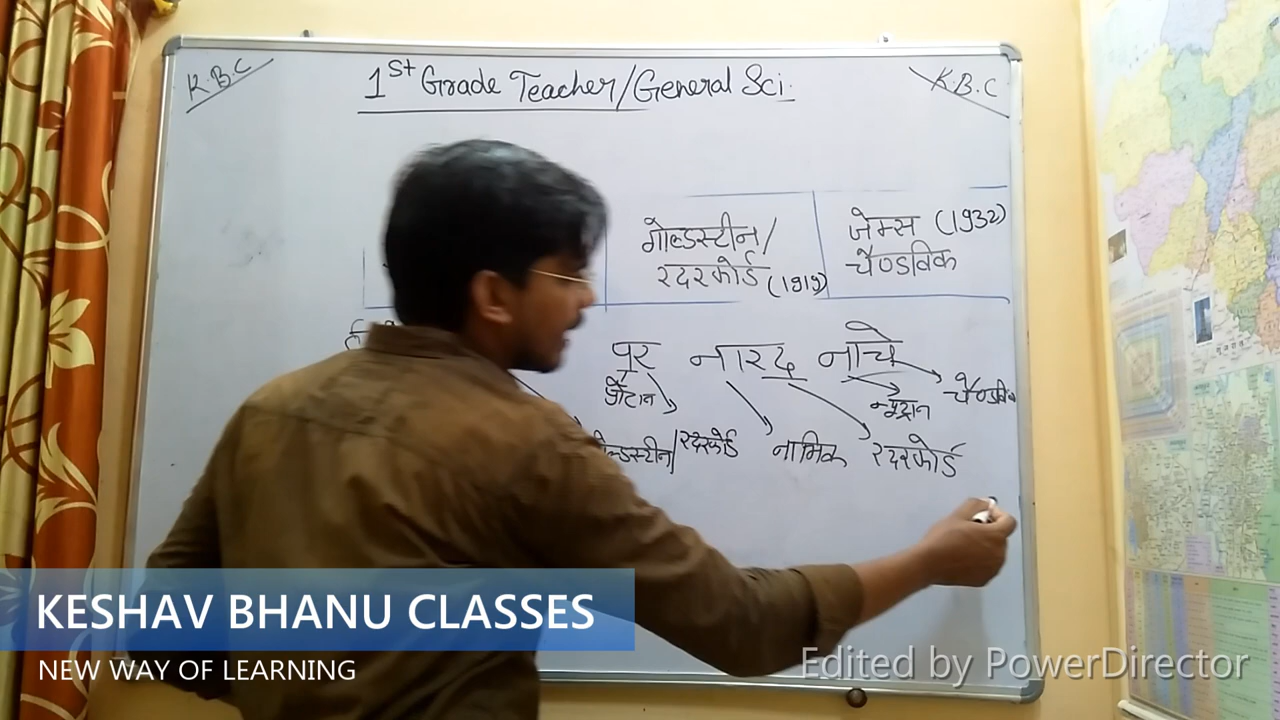 K.B.C
1st Grade Teacher/General Sci.
K.B.C
गोल्डस्टीन/
रदरफोर्ड (1919)
जेम्स (1932)
चैण्डविक
पर नारद नाचे
प्रोटान
न्यूट्रान
चैण्डविक
ल्डस्टीन/रदरफोर्ड नाभिक रदरफोर्ड
KESHAV BHANU CLASSES
NEW WAY OF LEARNING
Edited by PowerDirector